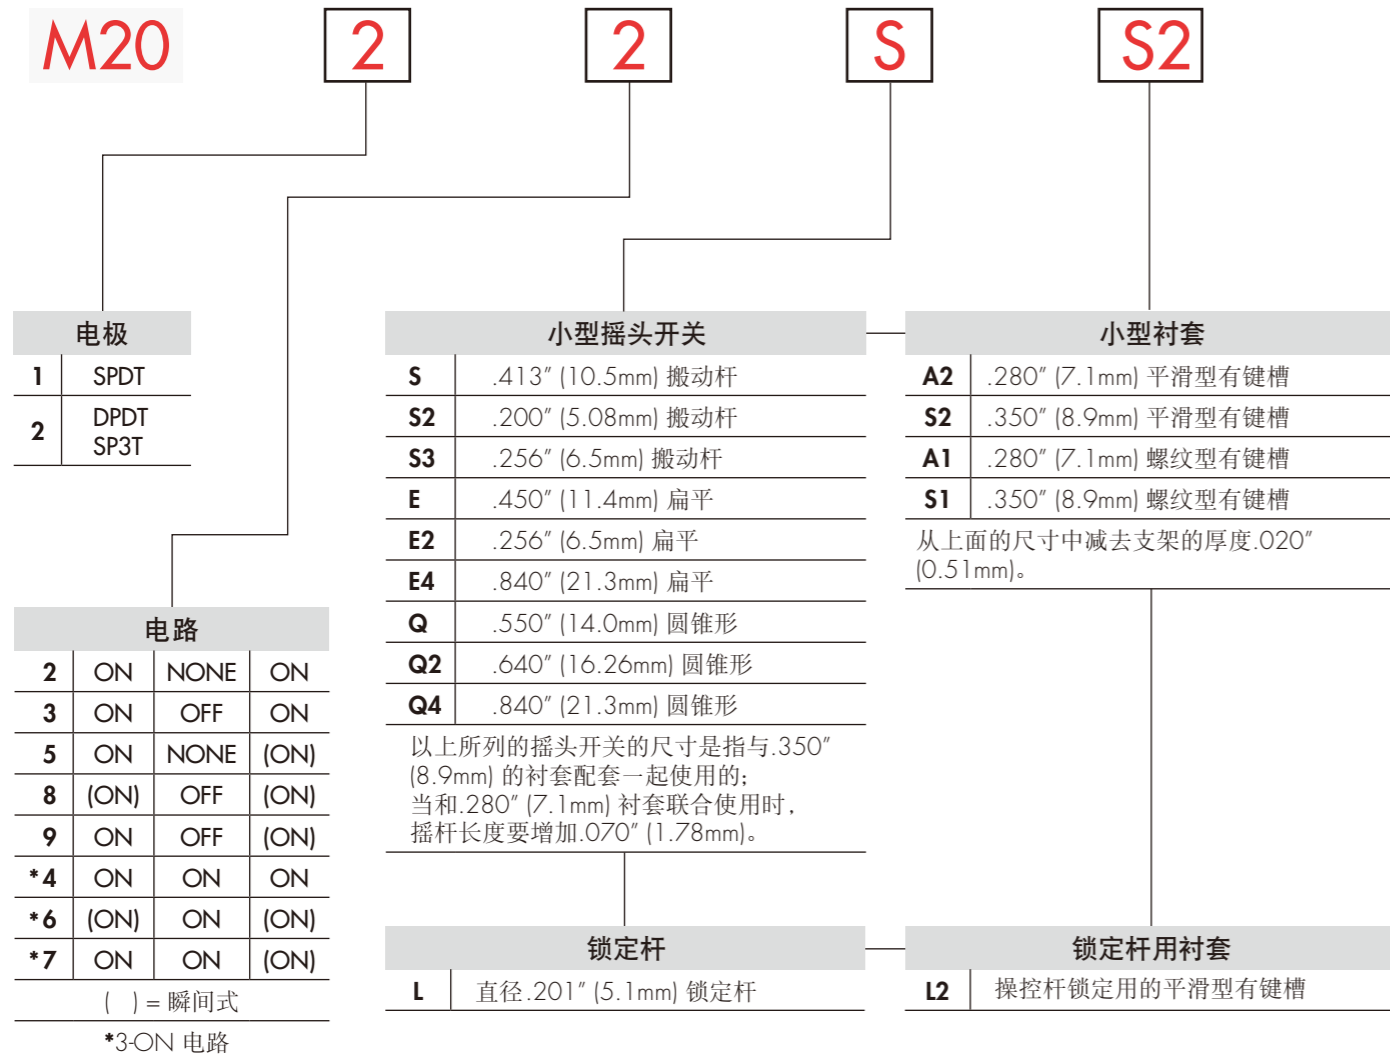 M20 2 2 S S2
电极
1 SPDT
2 DPDT
SP3T
电路
2 ON NONE ON
3 ON OFF ON
5 ON NONE (ON)
8 (ON) OFF (ON)
9 ON OFF (ON)
*4 ON ON ON
*6 (ON) ON (ON)
*7 ON ON (ON)
( ) = 瞬间式
*3-ON 电路
小型摇头开关
S .413" (10.5mm) 搬动杆
S2 .200" (5.08mm) 搬动杆
S3 .256" (6.5mm) 搬动杆
E .450" (11.4mm) 扁平
E2 .256" (6.5mm) 扁平
E4 .840" (21.3mm) 扁平
Q .550" (14.0mm) 圆锥形
Q2 .640" (16.26mm) 圆锥形
Q4 .840" (21.3mm) 圆锥形
以上所列的摇头开关的尺寸是指与.350"
(8.9mm) 的衬套配套一起使用的;
当和.280" (7.1mm) 衬套联合使用时,
摇杆长度要增加.070" (1.78mm)。
小型衬套
A2 .280" (7.1mm) 平滑型有键槽
S2 .350" (8.9mm) 平滑型有键槽
A1 .280" (7.1mm) 螺纹型有键槽
S1 .350" (8.9mm) 螺纹型有键槽
从上面的尺寸中减去支架的厚度.020"
(0.51mm)。
锁定杆
L 直径.201" (5.1mm) 锁定杆
锁定杆用衬套
L2 操控杆锁定用的平滑型有键槽